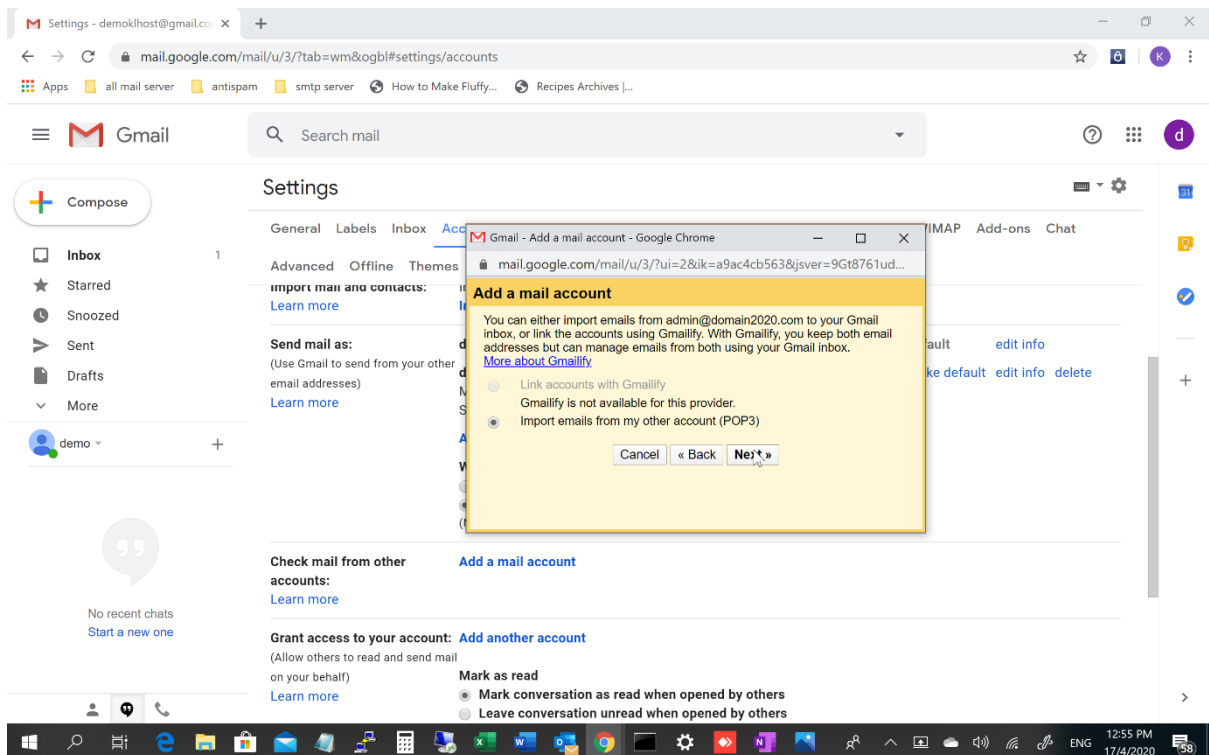 Settings - demoklhost@gmail.co
mail.google.com/mail/u/3/?tab=wm&ogbl#settings/accounts
K
Apps all mail server antispam smtp server How to Make Fluffy... Recipes Archives |...
Gmail
Search mail
d
Compose
Inbox 1
Starred
Snoozed
Sent
Drafts
More
demo
No recent chats
Start a new one
Settings
General Labels Inbox Acc /IMAP Add-ons Chat
Advanced Offline Themes
Import mail and contacts:
Learn more
Send mail as:
(Use Gmail to send from your other
email addresses)
Learn more
fault edit info
ke default edit info delete
Gmail - Add a mail account - Google Chrome
mail.google.com/mail/u/3/?ui=2&ik=a9ac4cb563&jsver=9Gt8761ud...
Add a mail account
You can either import emails from admin@domain2020.com to your Gmail
inbox, or link the accounts using Gmailify. With Gmailify, you keep both email
addresses but can manage emails from both using your Gmail inbox.
More about Gmailify
Link accounts with Gmailify
Gmailify is not available for this provider.
Import emails from my other account (POP3)
Cancel « Back Next »
Check mail from other
accounts:
Learn more
Add a mail account
Grant access to your account:
(Allow others to read and send mail
on your behalf)
Learn more
Add another account
Mark as read
Mark conversation as read when opened by others
Leave conversation unread when opened by others
31
ENG
12:55 PM
17/4/2020
58